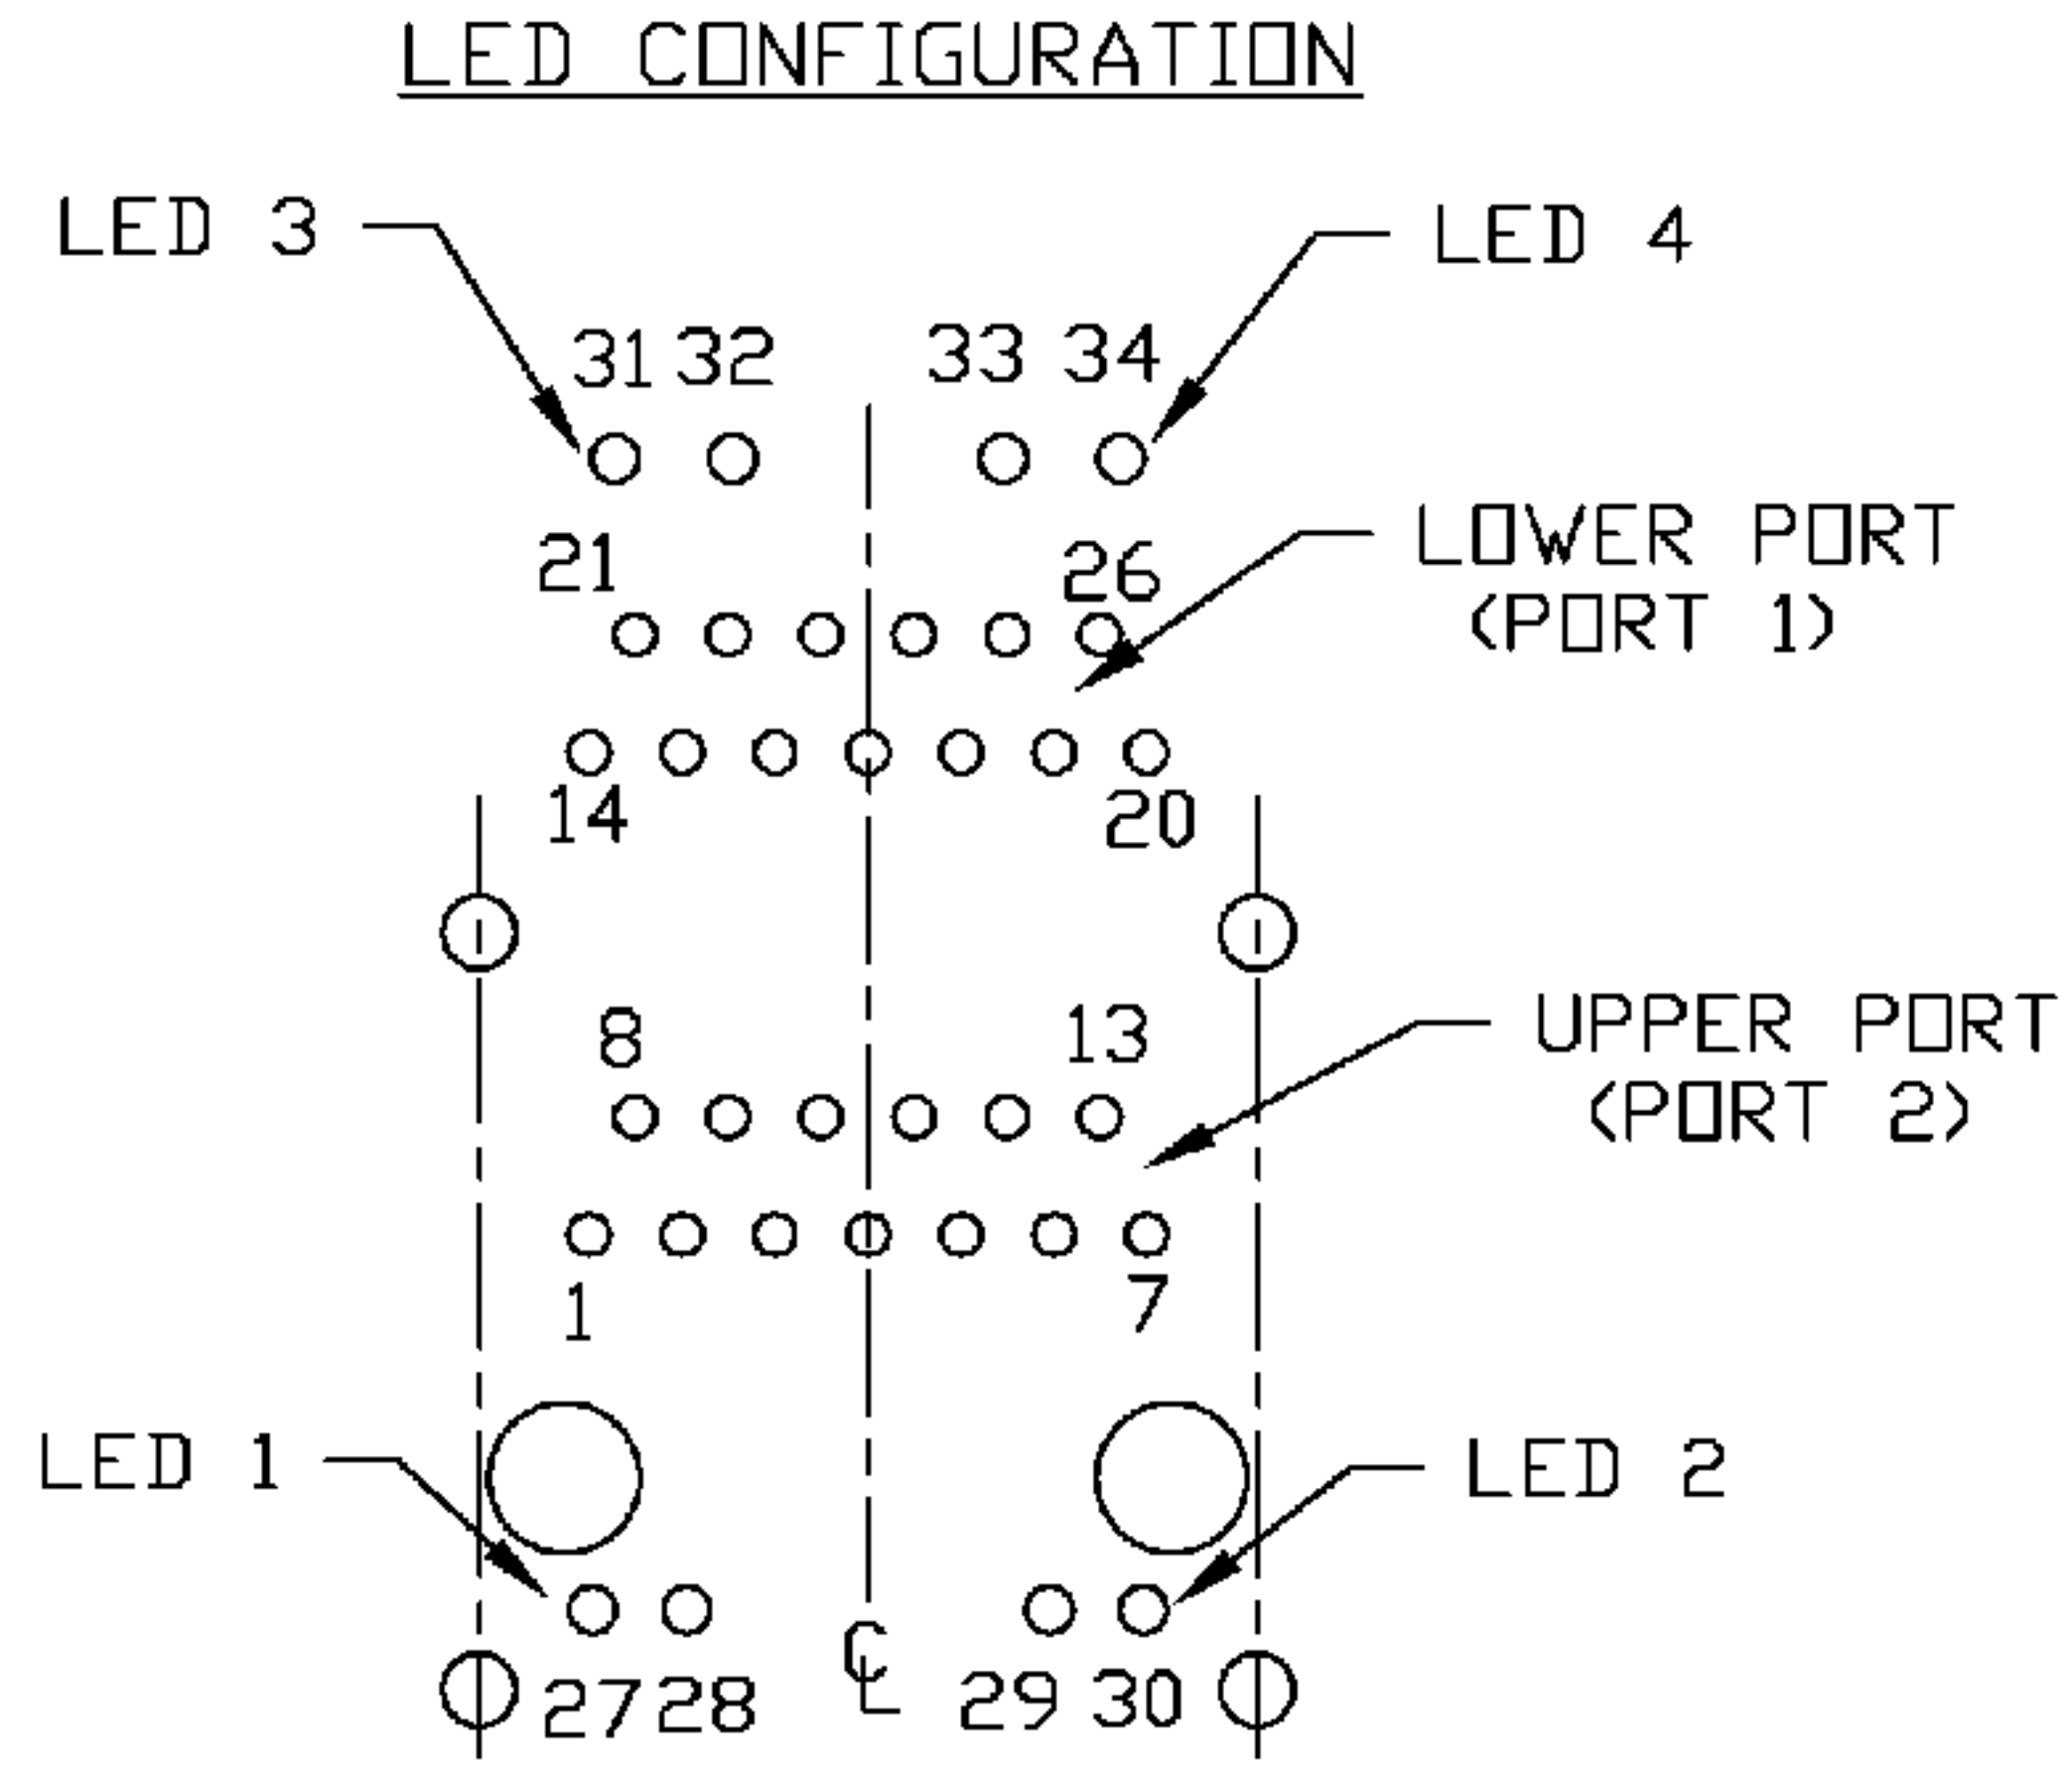 LED CONFIGURATION
LED 3
LED 4
31 32 33 34
LOWER PORT
(PORT 1)
21 26
14 20
UPPER PORT
(PORT 2)
8 13
1 7
LED 1
LED 2
CL
27 28 29 30